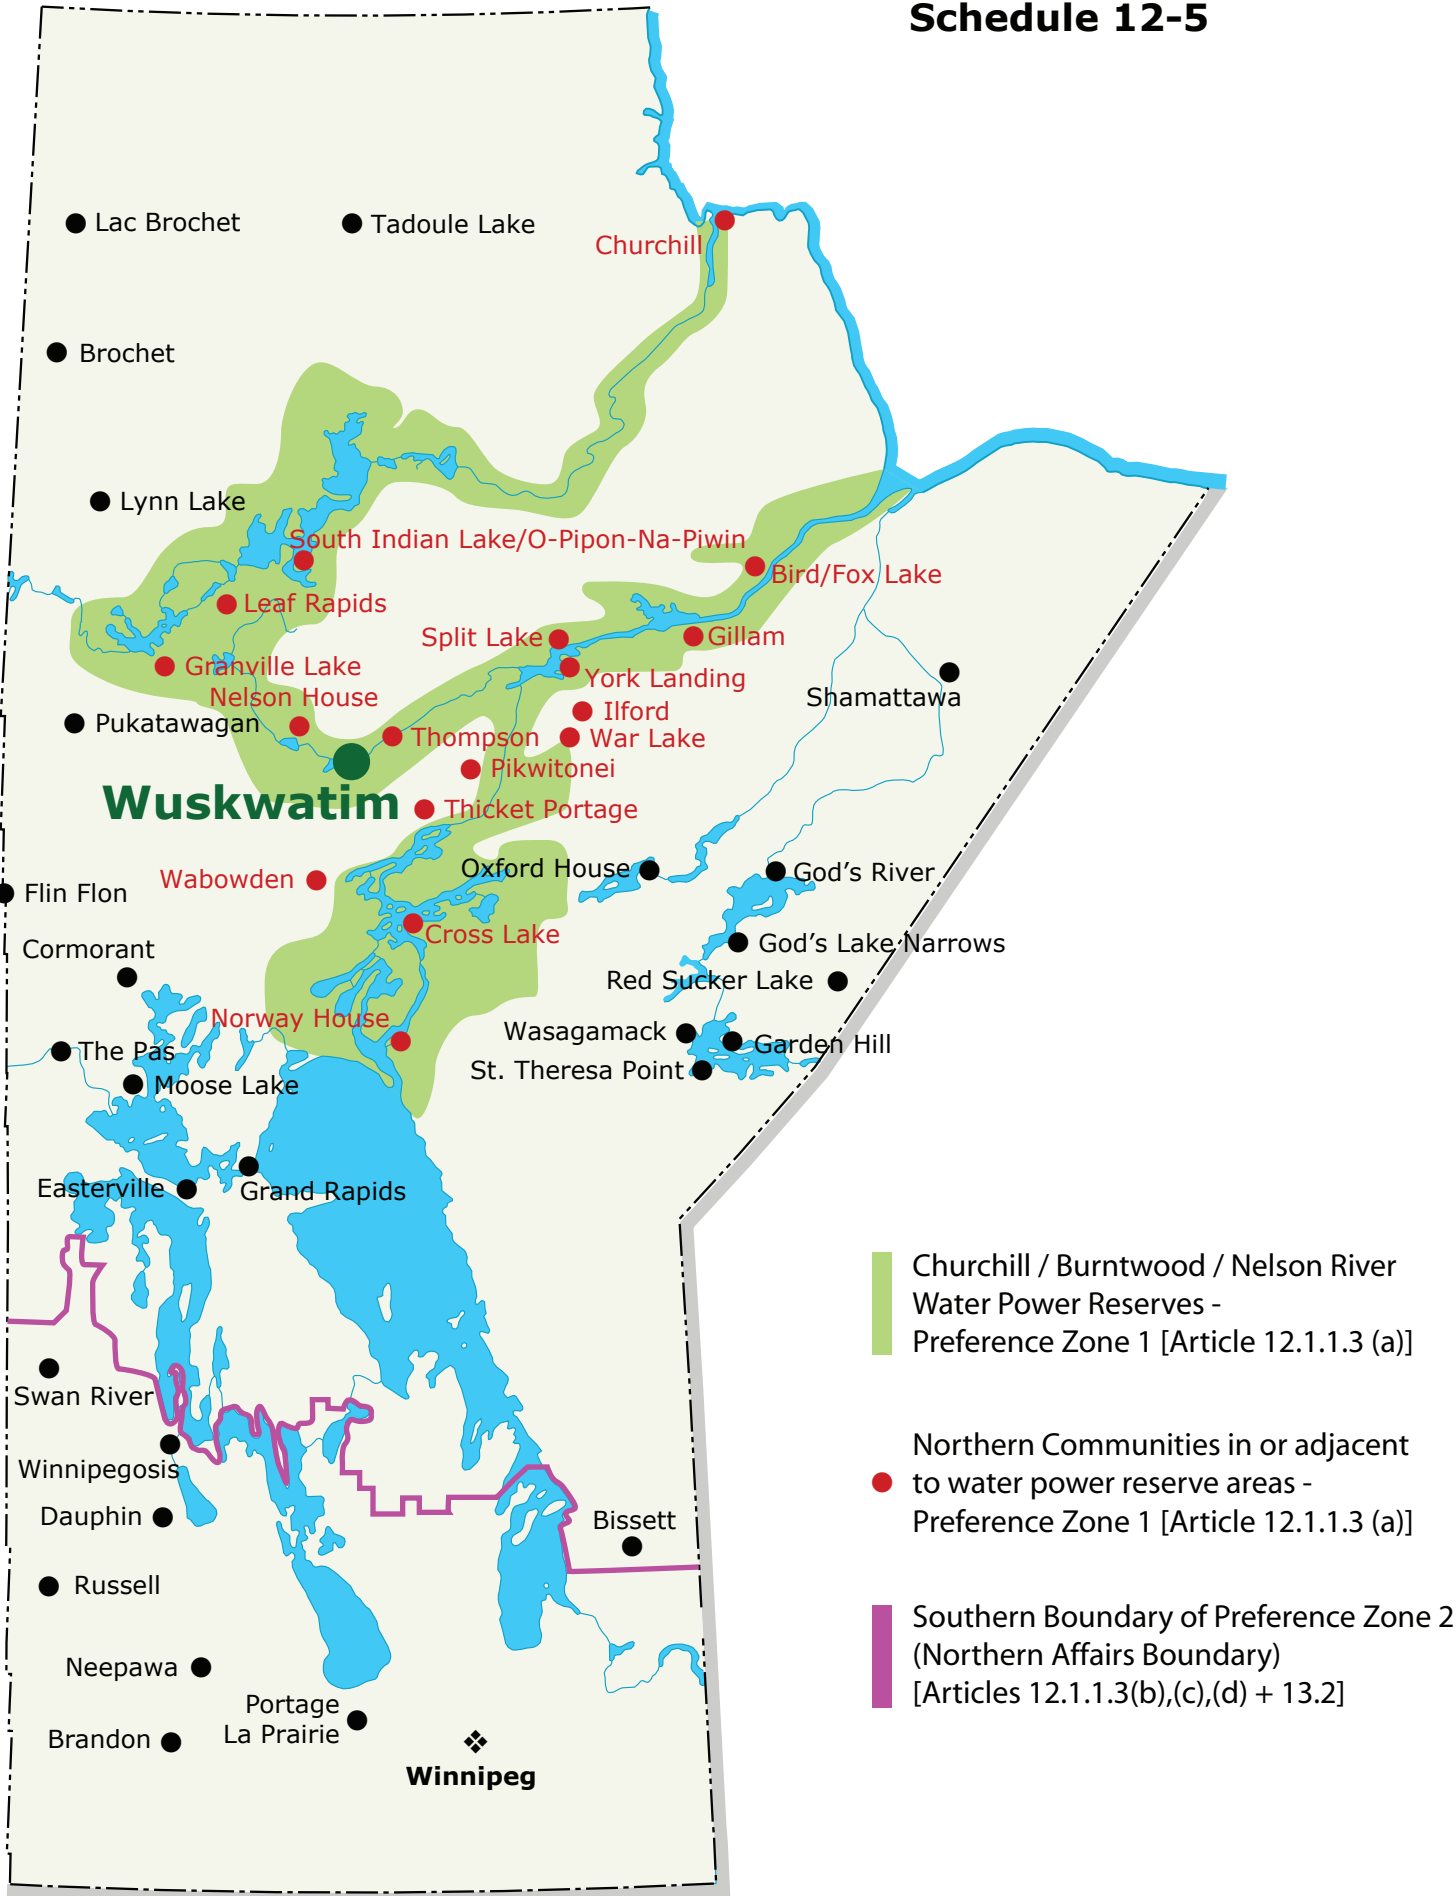 Schedule 12-5
Lac Brochet
Tadoule Lake
Churchill
Brochet
Lynn Lake
South Indian Lake/O-Pipon-Na-Piwin
Bird/Fox Lake
Leaf Rapids
Split Lake
Gillam
Granville Lake
York Landing
Shamattawa
Nelson House
Ilford
Pukatawagan
Thompson
War Lake
Pikwitonei
Wuskwatim
Thicket Portage
Oxford House
God's River
Wabowden
Flin Flon
Cross Lake
God's Lake Narrows
Cormorant
Red Sucker Lake
Norway House
Wasagamack
Garden Hill
The Pas
St. Theresa Point
Moose Lake
Easterville
Grand Rapids
Churchill / Burntwood / Nelson River
Water Power Reserves -
Preference Zone 1 [Article 12.1.1.3 (a)]
Swan River
Northern Communities in or adjacent
to water power reserve areas -
Preference Zone 1 [Article 12.1.1.3 (a)]
Winnipegosis
Dauphin
Bissett
Russell
Southern Boundary of Preference Zone 2
(Northern Affairs Boundary)
[Articles 12.1.1.3(b),(c),(d) + 13.2]
Neepawa
Portage
La Prairie
Brandon
Winnipeg